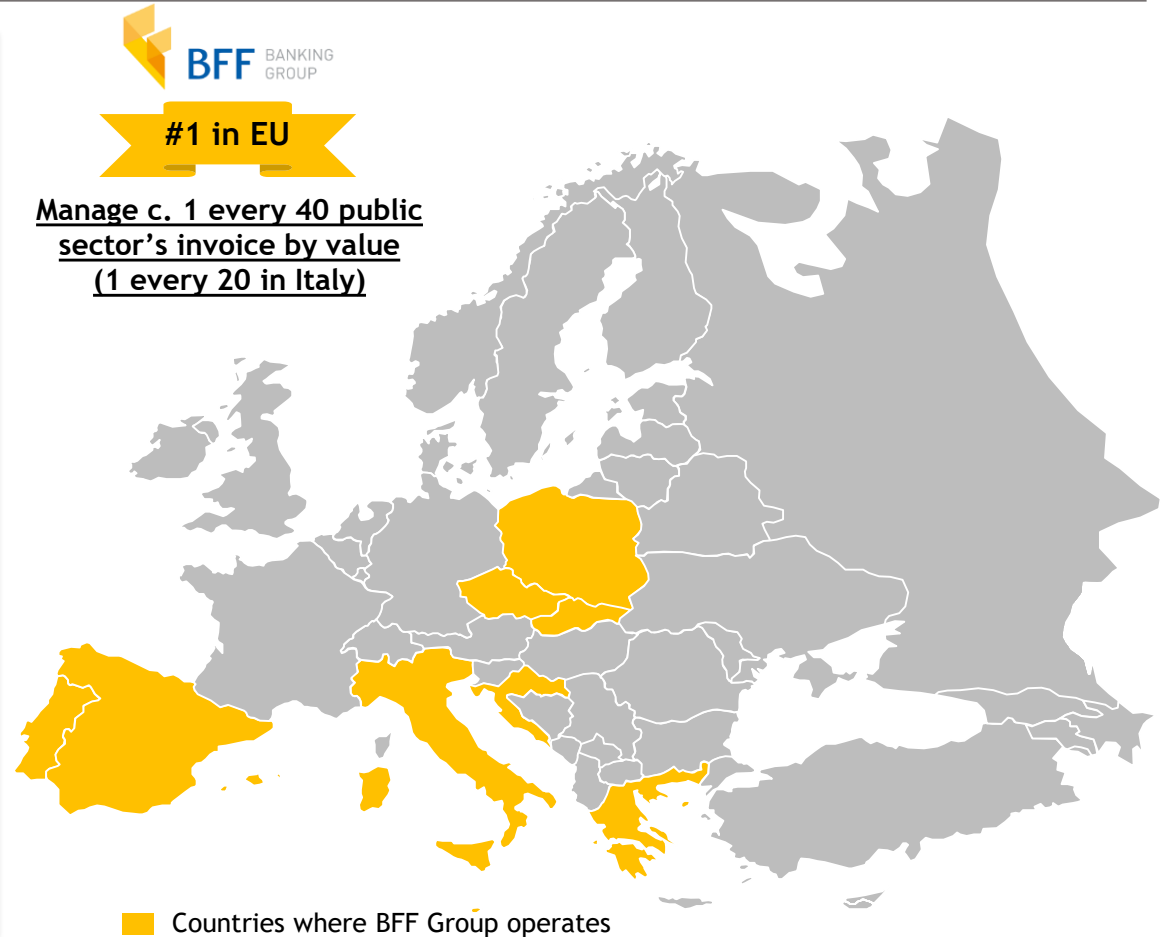 BFF BANKING
GROUP
#1 in EU
Manage c. 1 every 40 public
sector’s invoice by value
(1 every 20 in Italy)
Countries where BFF Group operates